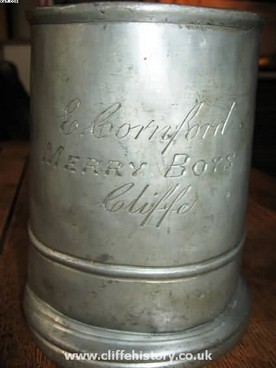 E Cornford
MERRY BOYS
Cliffe
www.cliffehistory.co.uk